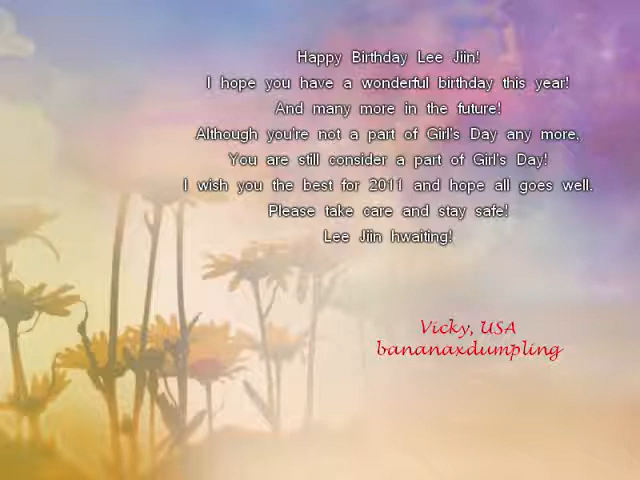 Happy Birthday Lee Jiin!
I hope you have a wonderful birthday this year!
And many more in the future!
Although you're not a part of Girl's Day any more,
You are still consider a part of Girl's Day!
I wish you the best for 2011 and hope all goes well.
Please take care and stay safe!
Lee Jiin hwaiting!
Vicky, USA
bananaxdumpling